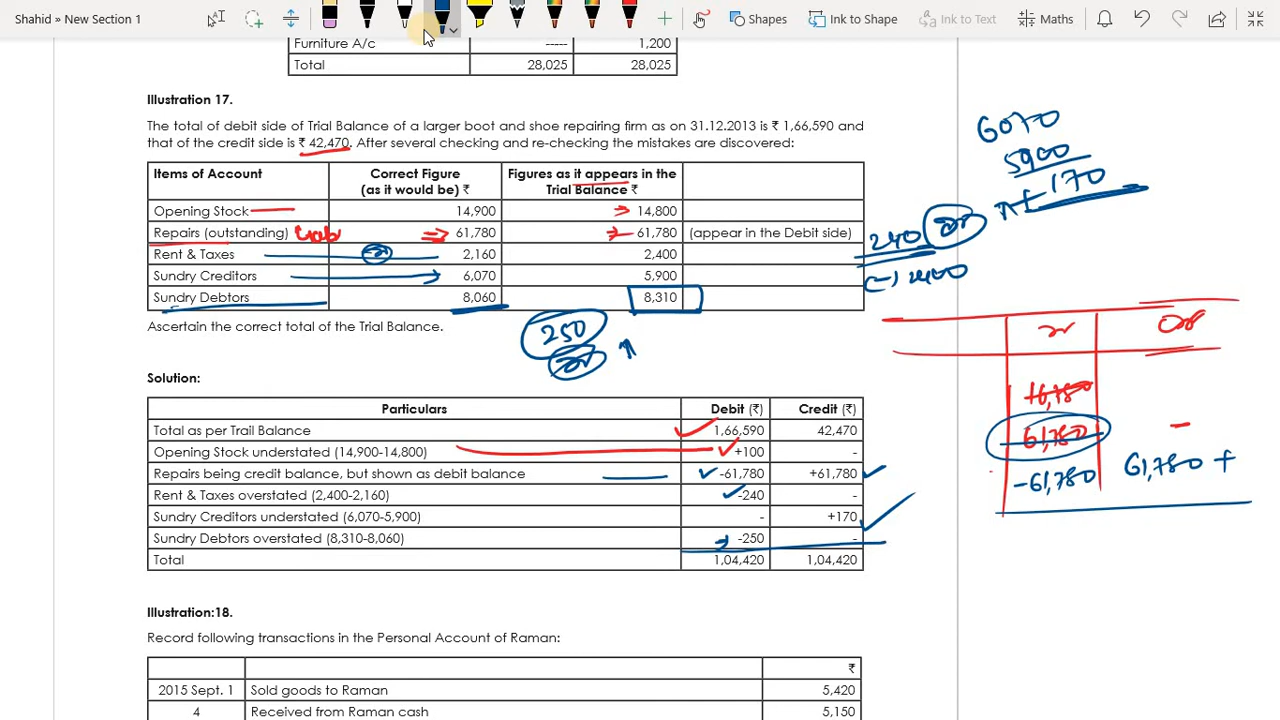 Shahid » New Section 1
Shapes
Ink to Shape
Ink to Text
Maths
Furniture A/c ----- 1,200
Total 28,025 28,025
Illustration 17.
The total of debit side of Trial Balance of a larger boot and shoe repairing firm as on 31.12.2013 is ₹ 1,66,590 and
that of the credit side is ₹ 42,470. After several checking and re-checking the mistakes are discovered:
Items of Account Correct Figure Figures as it appears in the
(as it would be) ₹ Trial Balance ₹
Opening Stock 14,900 14,800
Repairs (outstanding) 61,780 61,780 (appear in the Debit side)
Rent & Taxes 2,160 2,400
Sundry Creditors 6,070 5,900
Sundry Debtors 8,060 8,310
Ascertain the correct total of the Trial Balance.
Solution:
Particulars Debit (₹) Credit (₹)
Total as per Trail Balance 1,66,590 42,470
Opening Stock understated (14,900-14,800) +100 -
Repairs being credit balance, but shown as debit balance -61,780 +61,780
Rent & Taxes overstated (2,400-2,160) -240 -
Sundry Creditors understated (6,070-5,900) - +170
Sundry Debtors overstated (8,310-8,060) -250 -
Total 1,04,420 1,04,420
Illustration:18.
Record following transactions in the Personal Account of Raman:
₹
2015 Sept. 1 Sold goods to Raman 5,420
4 Received from Raman cash 5,150
6070
5900
170
240
250
61,780
-61,780 61,780 +